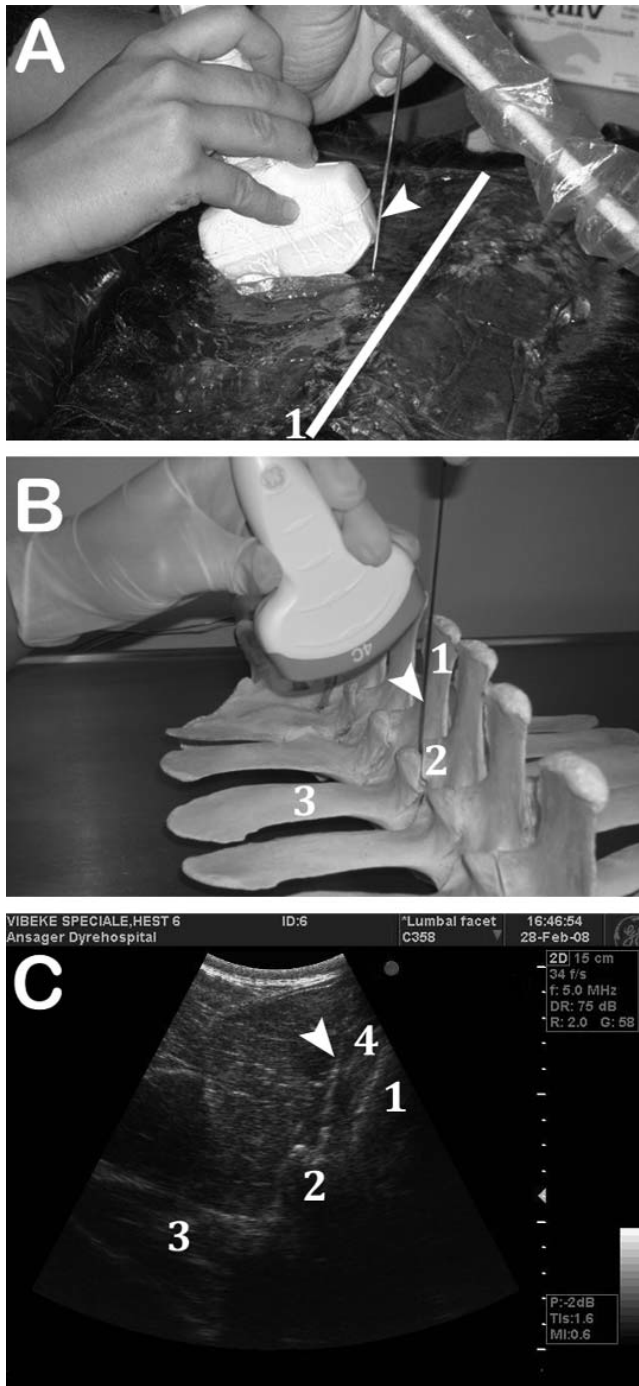 A
1
B
4C
1
2
3
VIBEKE SPECIALE,HEST 6 ID:6 *Lumbal facet 16:46:54
Ansager Dyrehospital C358 28-Feb-08
C
2D 15 cm
34 f/s
f: 5.0 MHz
DR: 75 dB
R: 2.0 G: 58
4
1
2
3
P:-2dB
TIs:1.6
MI:0.6